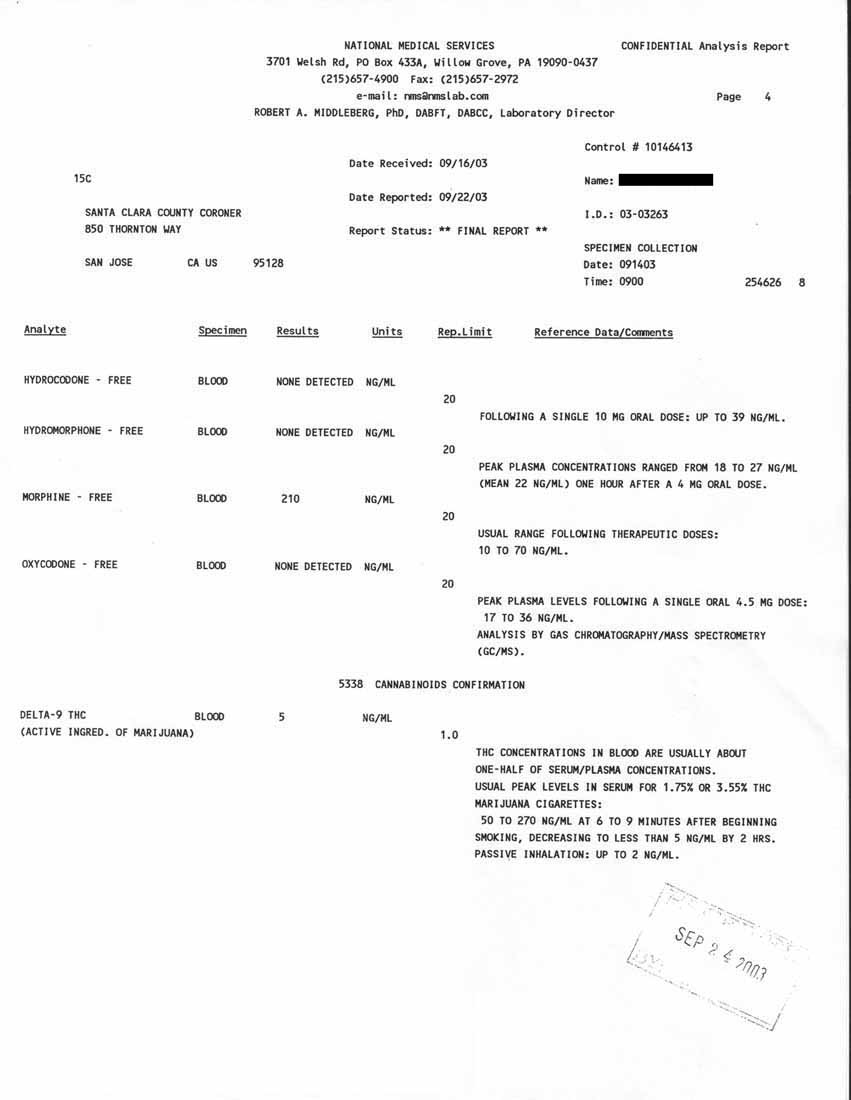 NATIONAL MEDICAL SERVICES CONFIDENTIAL Analysis Report
3701 Welsh Rd, PO Box 433A, Willow Grove, PA 19090-0437
(215)657-4900 Fax: (215)657-2972
e-mail: nms@nmslab.com Page 4
ROBERT A. MIDDLEBERG, PhD, DABFT, DABCC, Laboratory Director
Control # 10146413
Date Received: 09/16/03
15C Name:
Date Reported: 09/22/03
SANTA CLARA COUNTY CORONER I.D.: 03-03263
850 THORNTON WAY Report Status: ** FINAL REPORT **
SPECIMEN COLLECTION
SAN JOSE CA US 95128 Date: 091403
Time: 0900 254626 8
Analyte Specimen Results Units Rep.Limit Reference Data/Comments
HYDROCODONE - FREE BLOOD NONE DETECTED NG/ML
20
FOLLOWING A SINGLE 10 MG ORAL DOSE: UP TO 39 NG/ML.
HYDROMORPHONE - FREE BLOOD NONE DETECTED NG/ML
20
PEAK PLASMA CONCENTRATIONS RANGED FROM 18 TO 27 NG/ML
(MEAN 22 NG/ML) ONE HOUR AFTER A 4 MG ORAL DOSE.
MORPHINE - FREE BLOOD 210 NG/ML
20
USUAL RANGE FOLLOWING THERAPEUTIC DOSES:
10 TO 70 NG/ML.
OXYCODONE - FREE BLOOD NONE DETECTED NG/ML
20
PEAK PLASMA LEVELS FOLLOWING A SINGLE ORAL 4.5 MG DOSE:
17 TO 36 NG/ML.
ANALYSIS BY GAS CHROMATOGRAPHY/MASS SPECTROMETRY
(GC/MS).
5338 CANNABINOIDS CONFIRMATION
DELTA-9 THC BLOOD 5 NG/ML
(ACTIVE INGRED. OF MARIJUANA)
1.0
THC CONCENTRATIONS IN BLOOD ARE USUALLY ABOUT
ONE-HALF OF SERUM/PLASMA CONCENTRATIONS.
USUAL PEAK LEVELS IN SERUM FOR 1.75% OR 3.55% THC
MARIJUANA CIGARETTES:
50 TO 270 NG/ML AT 6 TO 9 MINUTES AFTER BEGINNING
SMOKING, DECREASING TO LESS THAN 5 NG/ML BY 2 HRS.
PASSIVE INHALATION: UP TO 2 NG/ML.
SEP 24 2003